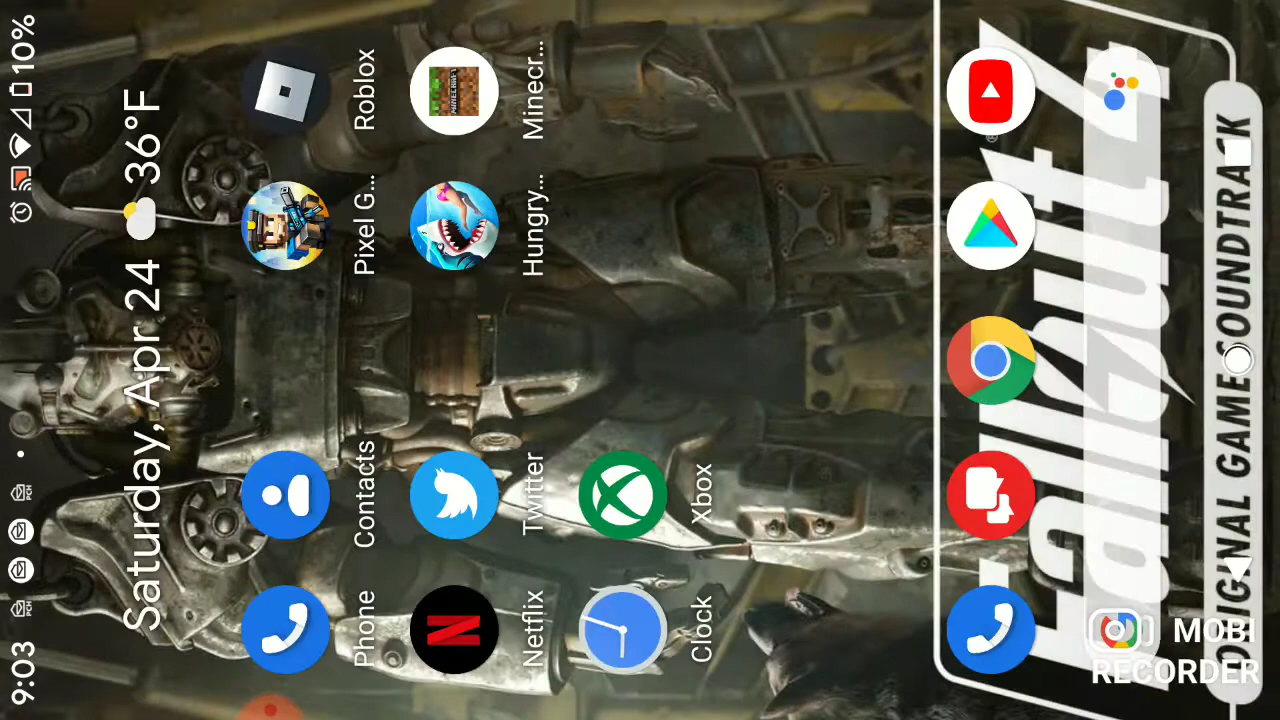 9:03
10%
Saturday, Apr 24 36°F
Phone Contacts Pixel G... Roblox
Netflix Twitter Hungry... Minecr...
MINECRAFT
Clock Xbox
Fallout 4
ORIGINAL GAME SOUNDTRACK
MOBI
RECORDER